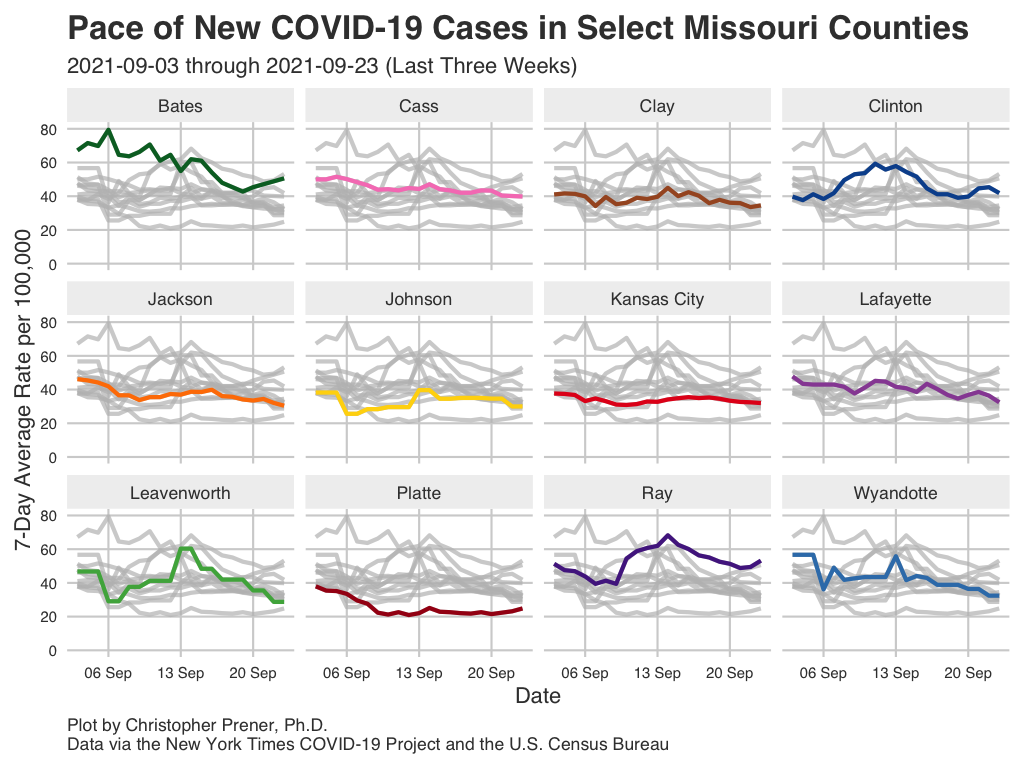 Pace of New COVID-19 Cases in Select Missouri Counties
2021-09-03 through 2021-09-23 (Last Three Weeks)
7-Day Average Rate per 100,000
Bates
Cass
Clay
Clinton
80
60
40
20
0
Jackson
Johnson
Kansas City
Lafayette
80
60
40
20
0
Leavenworth
Platte
Ray
Wyandotte
80
60
40
20
0
06 Sep 13 Sep 20 Sep
06 Sep 13 Sep 20 Sep
06 Sep 13 Sep 20 Sep
06 Sep 13 Sep 20 Sep
Date
Plot by Christopher Prener, Ph.D.
Data via the New York Times COVID-19 Project and the U.S. Census Bureau